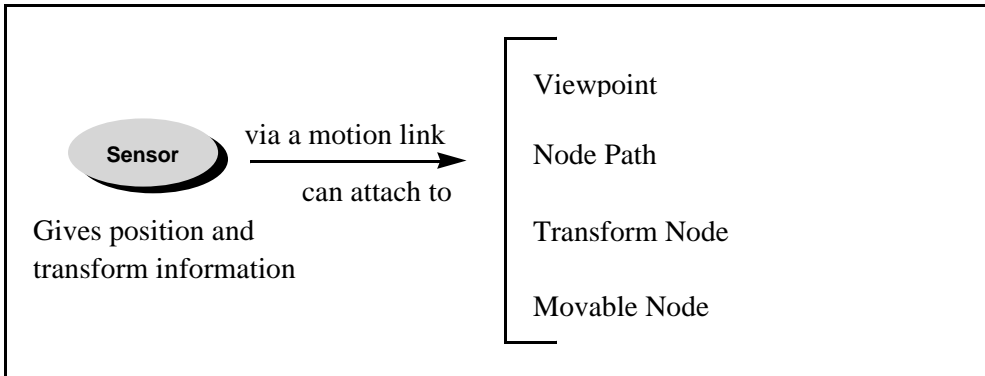 Sensor
via a motion link
can attach to
Gives position and
transform information
Viewpoint
Node Path
Transform Node
Movable Node